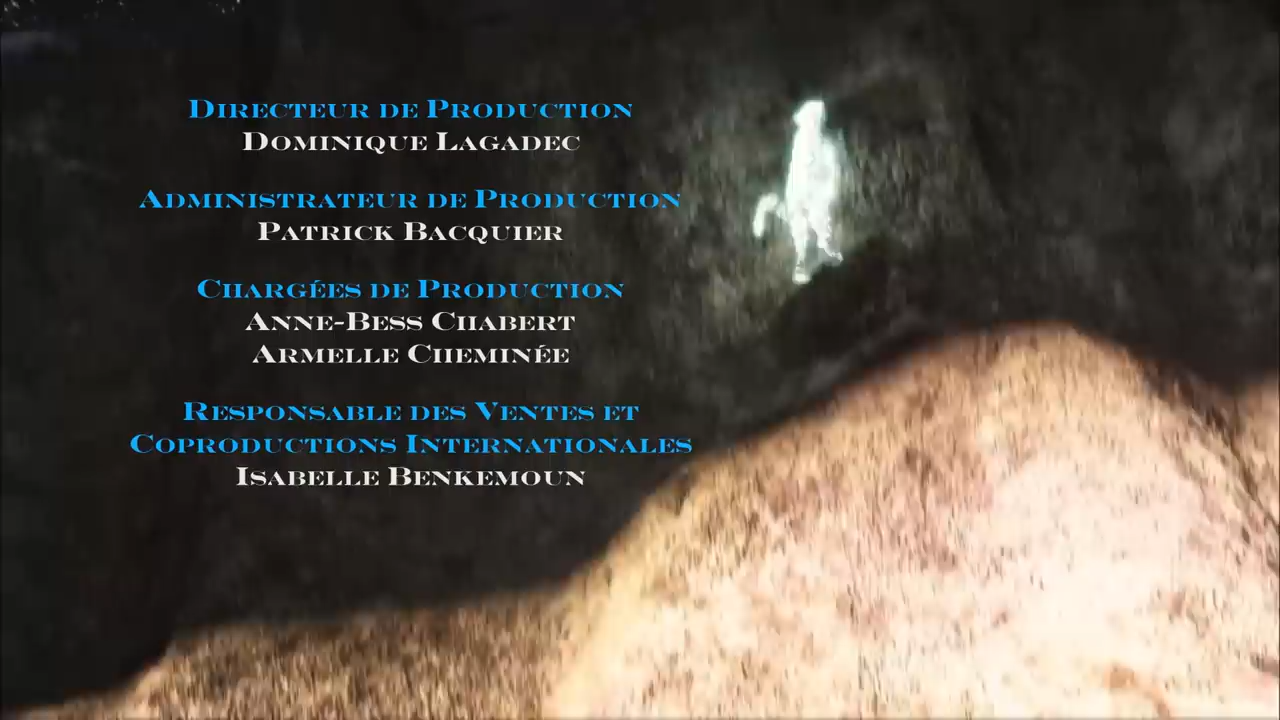 Directeur de Production
Dominique Lagadec
Administrateur de Production
Patrick Bacquier
Chargées de Production
Anne-Bess Chabert
Armelle Cheminée
Responsable des Ventes et
Coproductions Internationales
Isabelle Benkemoun